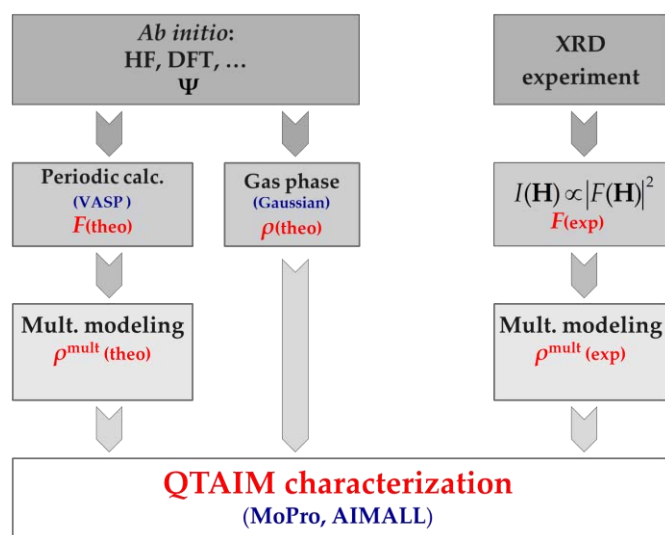 Ab initio:
HF, DFT, ...
Ψ
XRD
experiment
Periodic calc.
(VASP)
F(theo)
Gas phase
(Gaussian)
ρ(theo)
I(H) ∝ |F(H)|²
F(exp)
Mult. modeling
ρᵐᵘˡᵗ (theo)
Mult. modeling
ρᵐᵘˡᵗ (exp)
QTAIM characterization
(MoPro, AIMALL)